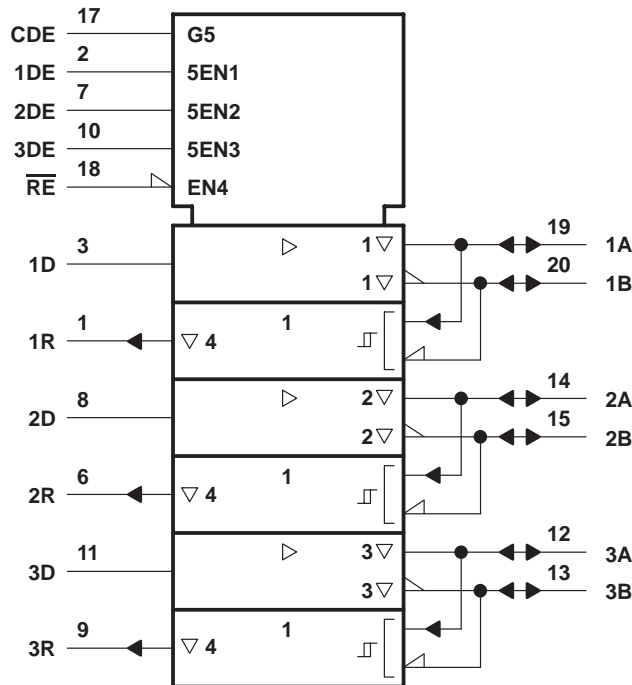 17
CDE G5
2
1DE 5EN1
7
2DE 5EN2
10
3DE 5EN3
18
RE EN4
3 1 19 1A
1D
1 20 1B
1 1
1R 4
8 2 14 2A
2D
2 15 2B
6 1
2R 4
11 3 12 3A
3D
3 13 3B
9 1
3R 4